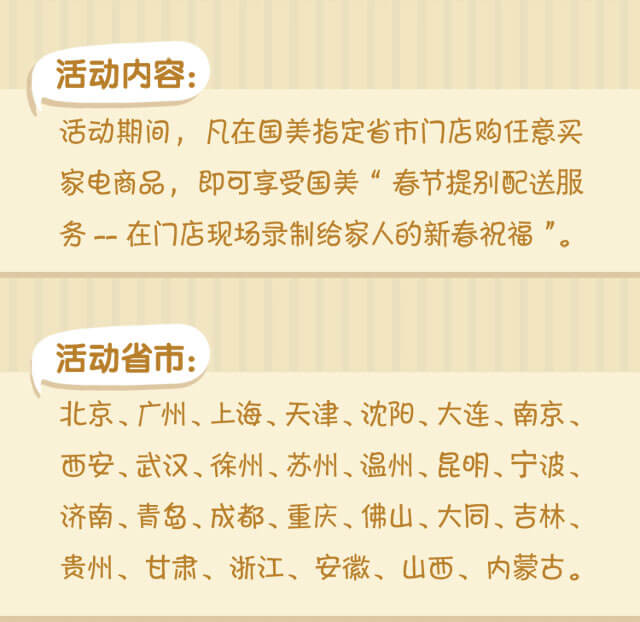 活动内容：
活动期间，凡在国美指定省市门店购任意买
家电商品，即可享受国美“春节提别配送服
务--在门店现场录制给家人的新春祝福”。
活动省市：
北京、广州、上海、天津、沈阳、大连、南京、
西安、武汉、徐州、苏州、温州、昆明、宁波、
济南、青岛、成都、重庆、佛山、大同、吉林、
贵州、甘肃、浙江、安徽、山西、内蒙古。